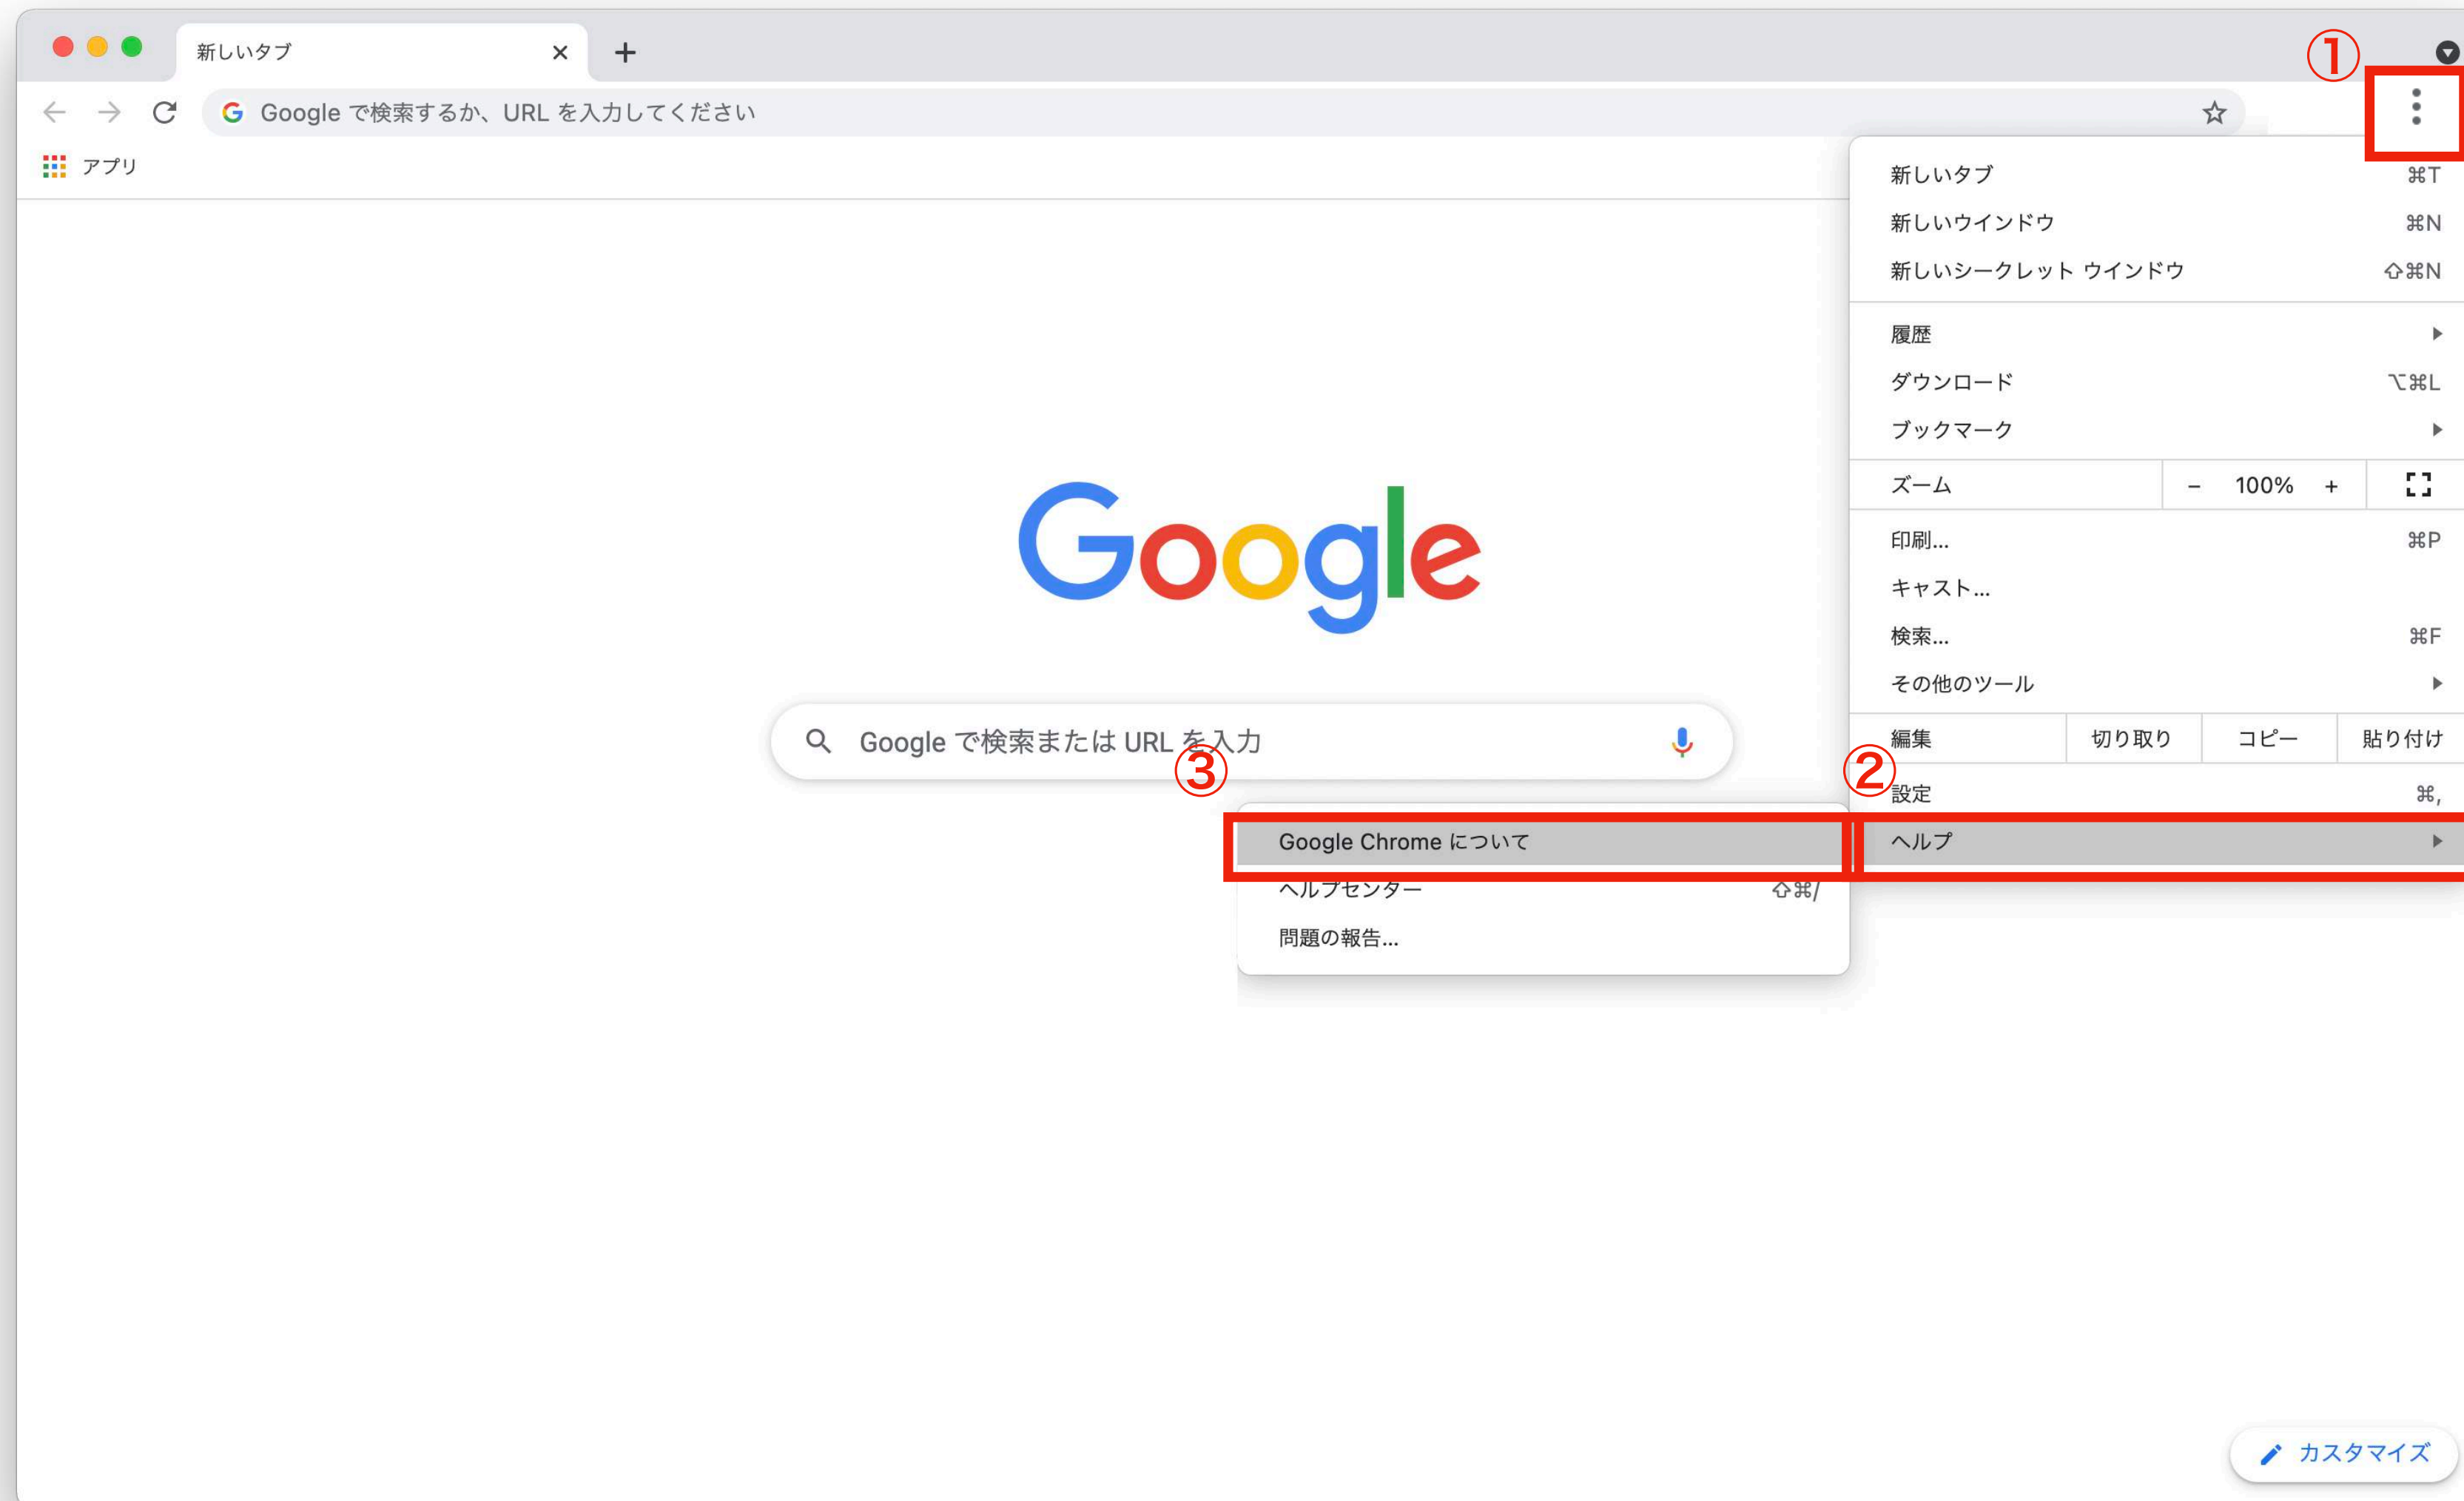 新しいタブ
①
Google で検索するか、URL を入力してください
アプリ
新しいタブ ⌘T
新しいウインドウ ⌘N
新しいシークレット ウインドウ ⇧⌘N
履歴
ダウンロード ⌥⌘L
ブックマーク
ズーム − 100% +
印刷... ⌘P
キャスト...
検索... ⌘F
その他のツール
編集 切り取り コピー 貼り付け
②
設定 ⌘,
ヘルプ
Google
Google で検索または URL を入力
③
Google Chrome について
ヘルプセンター ⇧⌘/
問題の報告...
カスタマイズ